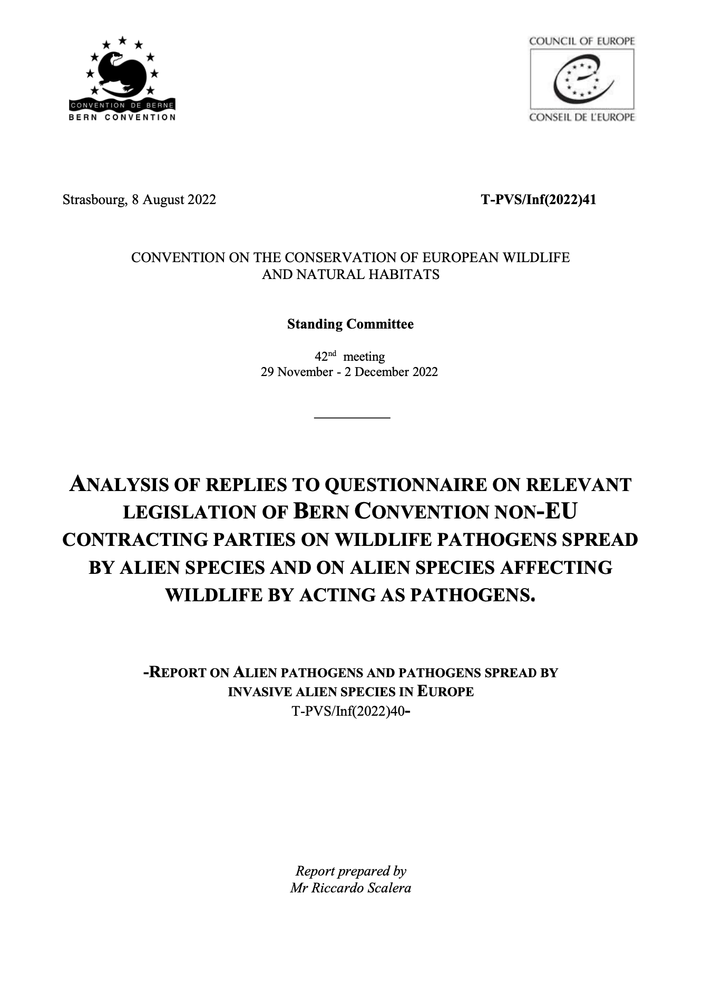 CONVENTION DE BERNE
BERN CONVENTION
COUNCIL OF EUROPE
CONSEIL DE L'EUROPE
Strasbourg, 8 August 2022 T-PVS/Inf(2022)41
CONVENTION ON THE CONSERVATION OF EUROPEAN WILDLIFE
AND NATURAL HABITATS
Standing Committee
42nd meeting
29 November - 2 December 2022
ANALYSIS OF REPLIES TO QUESTIONNAIRE ON RELEVANT
LEGISLATION OF BERN CONVENTION NON-EU
CONTRACTING PARTIES ON WILDLIFE PATHOGENS SPREAD
BY ALIEN SPECIES AND ON ALIEN SPECIES AFFECTING
WILDLIFE BY ACTING AS PATHOGENS.
-REPORT ON ALIEN PATHOGENS AND PATHOGENS SPREAD BY
INVASIVE ALIEN SPECIES IN EUROPE
T-PVS/Inf(2022)40-
Report prepared by
Mr Riccardo Scalera